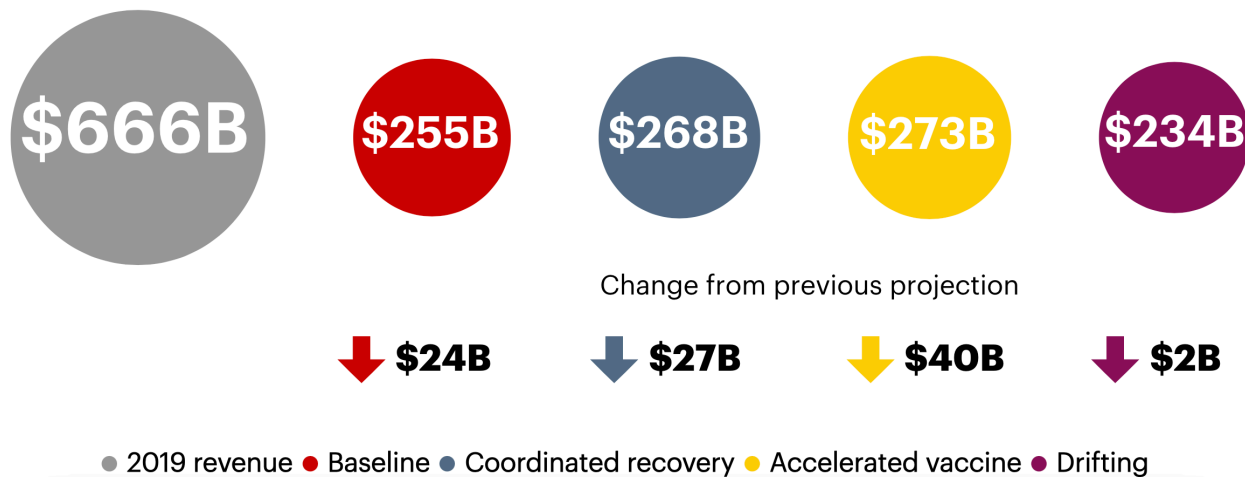 $666B $255B $268B $273B $234B
Change from previous projection
$24B $27B $40B $2B
2019 revenue Baseline Coordinated recovery Accelerated vaccine Drifting